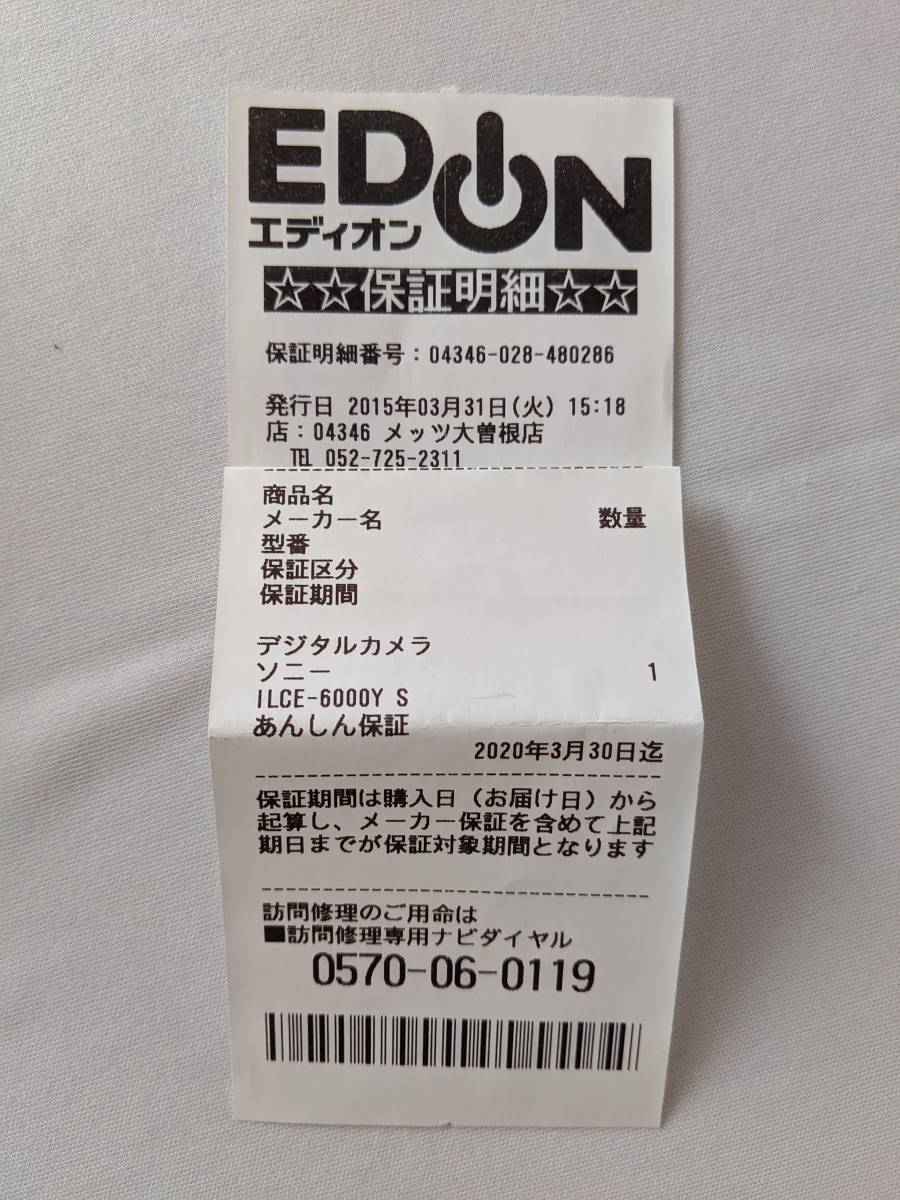 EDION
エディオン
☆☆保証明細☆☆
保証明細番号：04346-028-480286
発行日 2015年03月31日(火) 15:18
店：04346 メッツ大曽根店
℡ 052-725-2311
商品名
メーカー名 数量
型番
保証区分
保証期間
デジタルカメラ
ソニー 1
ILCE-6000Y S
あんしん保証
2020年3月30日迄
保証期間は購入日（お届け日）から
起算し、メーカー保証を含めて上記
期日までが保証対象期間となります
訪問修理のご用命は
■訪問修理専用ナビダイヤル
0570-06-0119